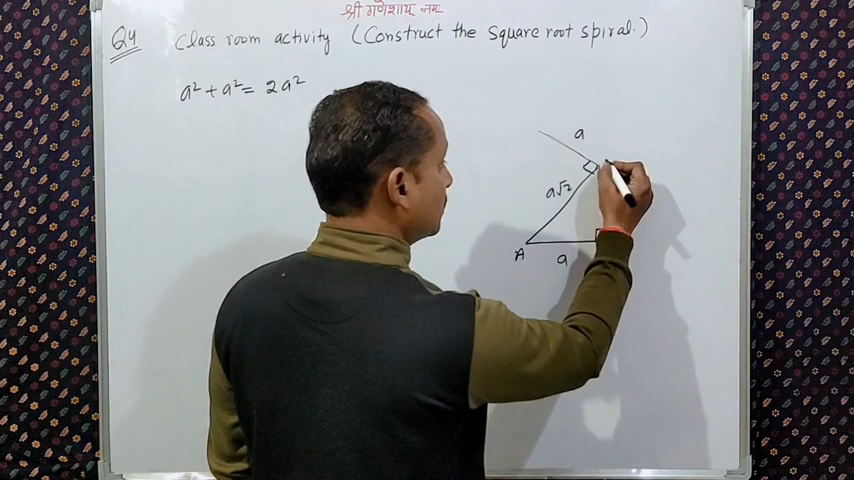 श्री गणेशाय नमः
Q4 Class room activity (Construct the Square root spiral.)
a² + a² = 2a²
a
a√2
A
a